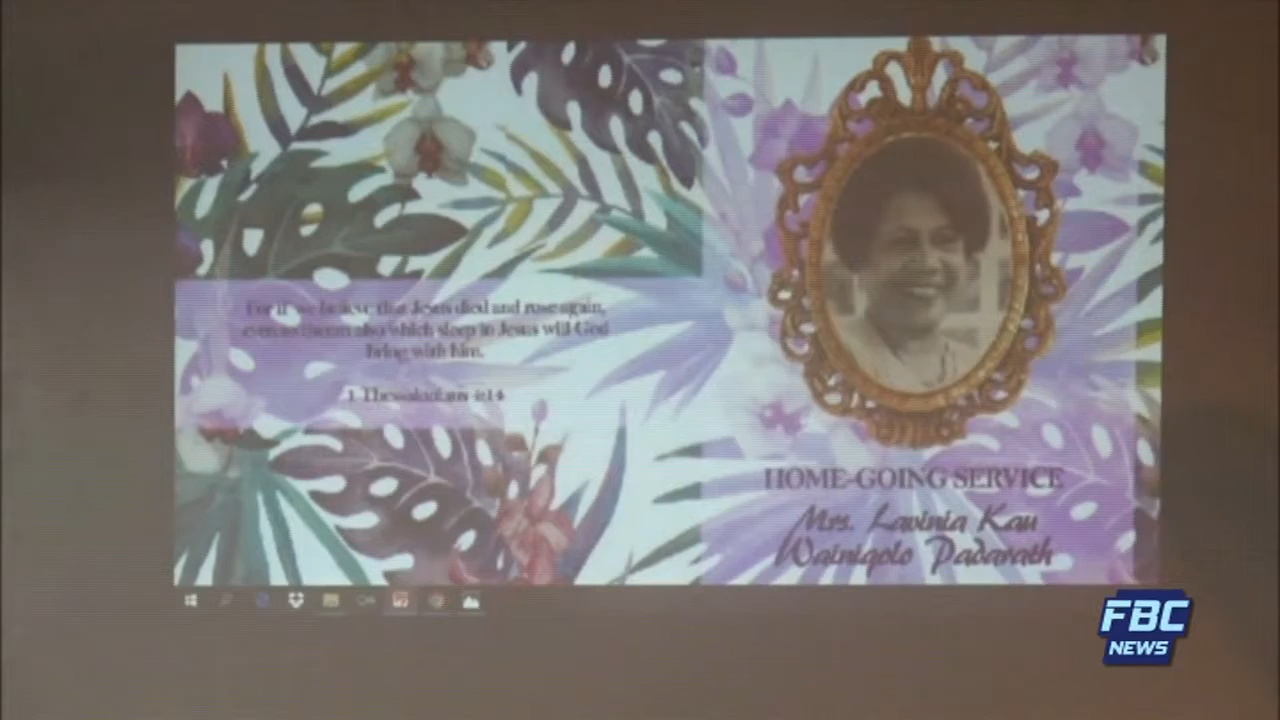 For if we believe that Jesus died and rose again,
even so them also which sleep in Jesus will God
bring with him.
1 Thessalonians 4:14
HOME-GOING SERVICE
Mrs. Lavinia Kau
Wainiqolo Padarath
FBC
NEWS